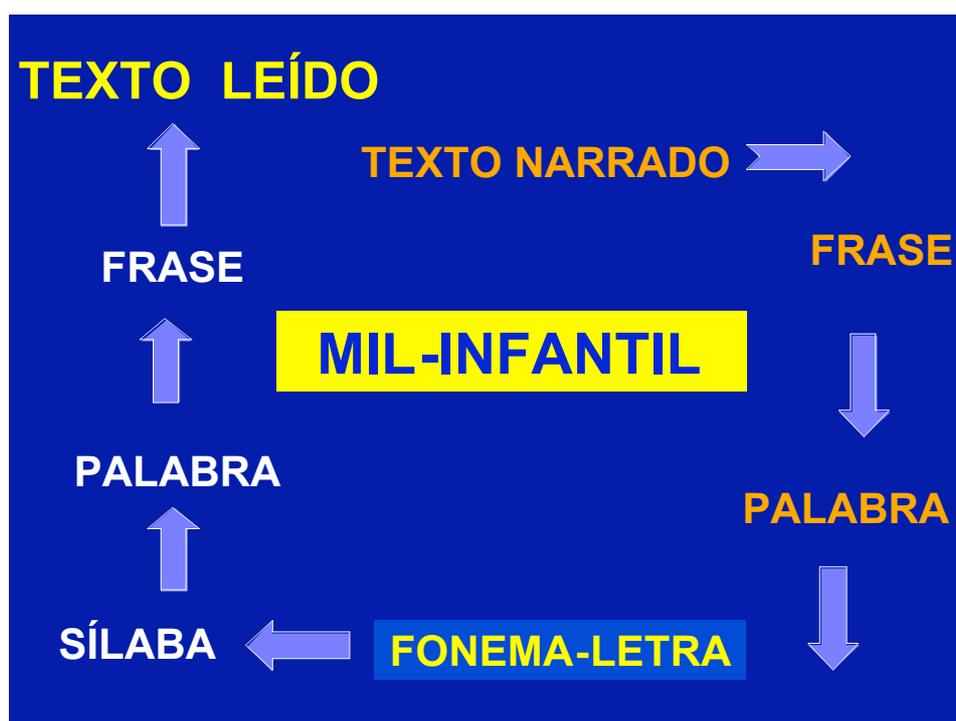 TEXTO LEÍDO
TEXTO NARRADO
FRASE
FRASE
MIL-INFANTIL
PALABRA
PALABRA
SÍLABA
FONEMA-LETRA